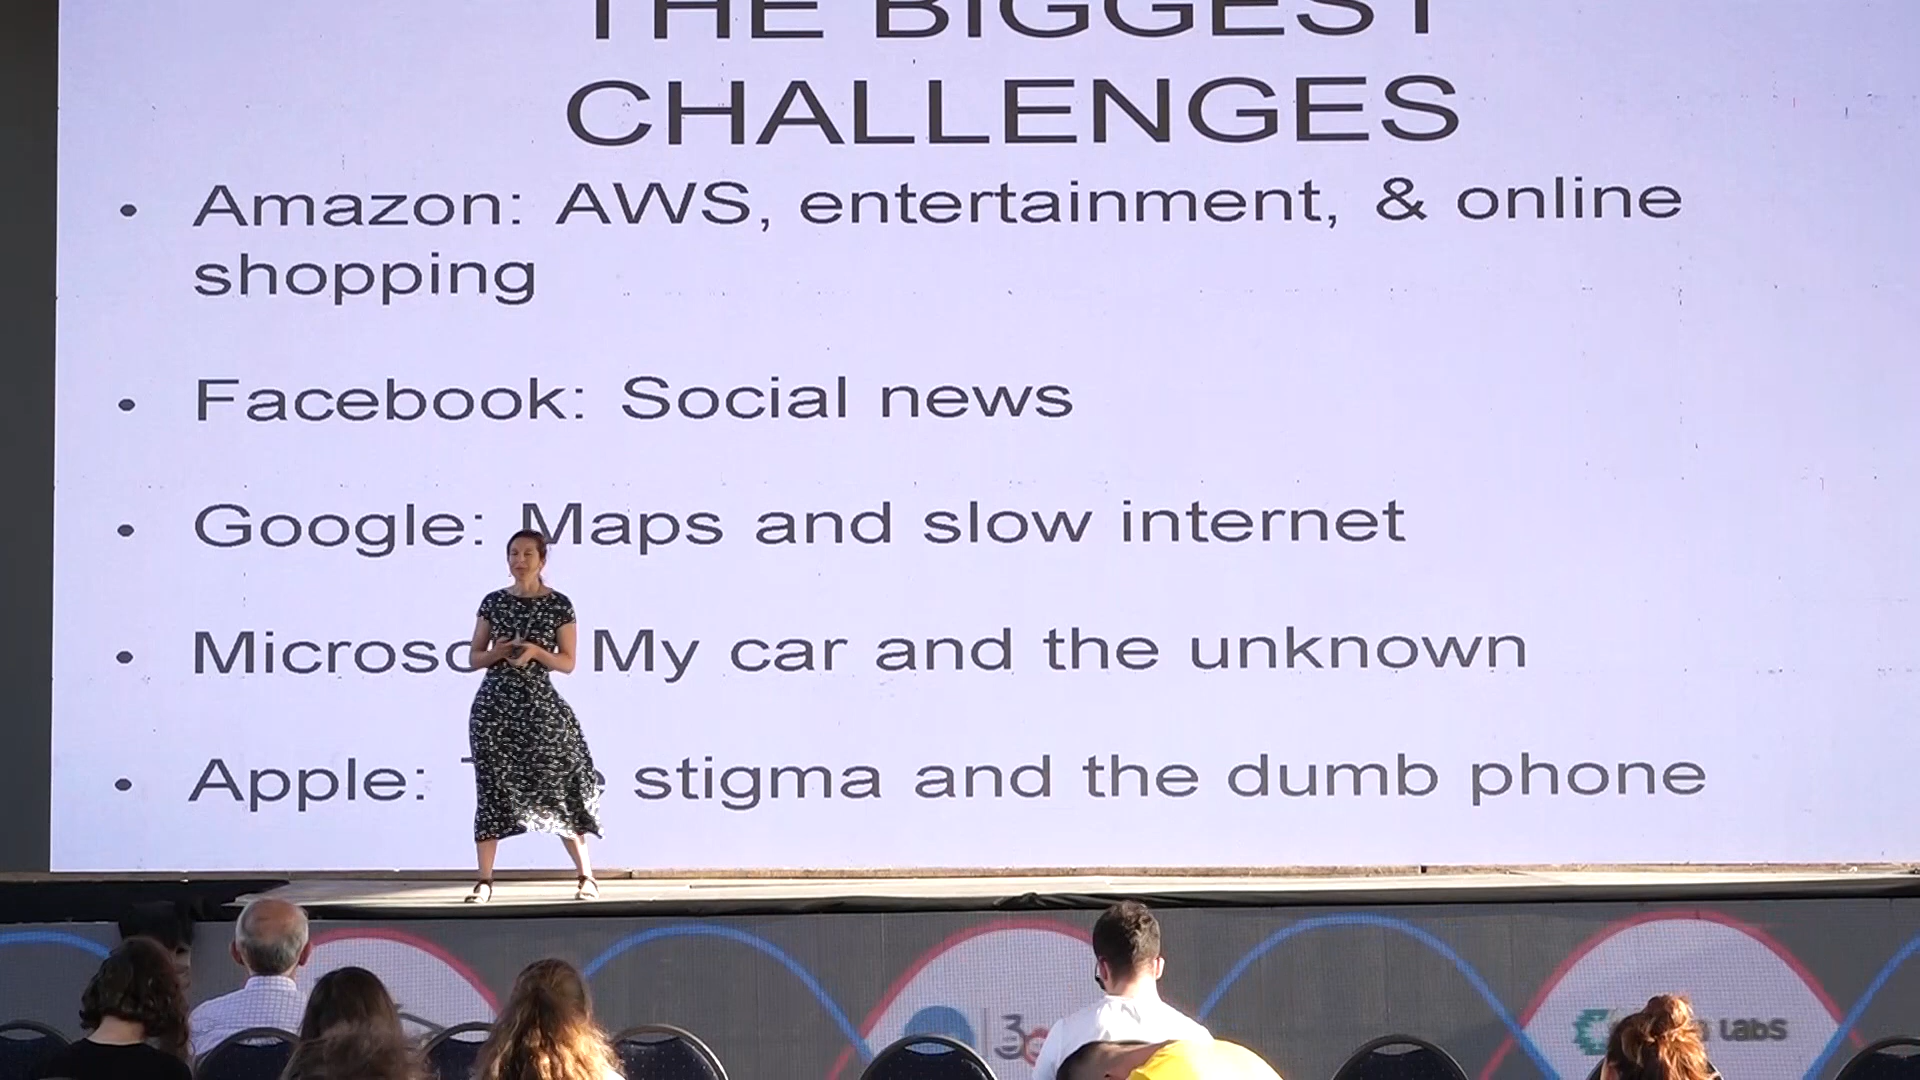 THE BIGGEST
CHALLENGES
• Amazon: AWS, entertainment, & online
shopping
• Facebook: Social news
• Google: Maps and slow internet
• My car and the unknown
• Apple: stigma and the dumb phone
Labs